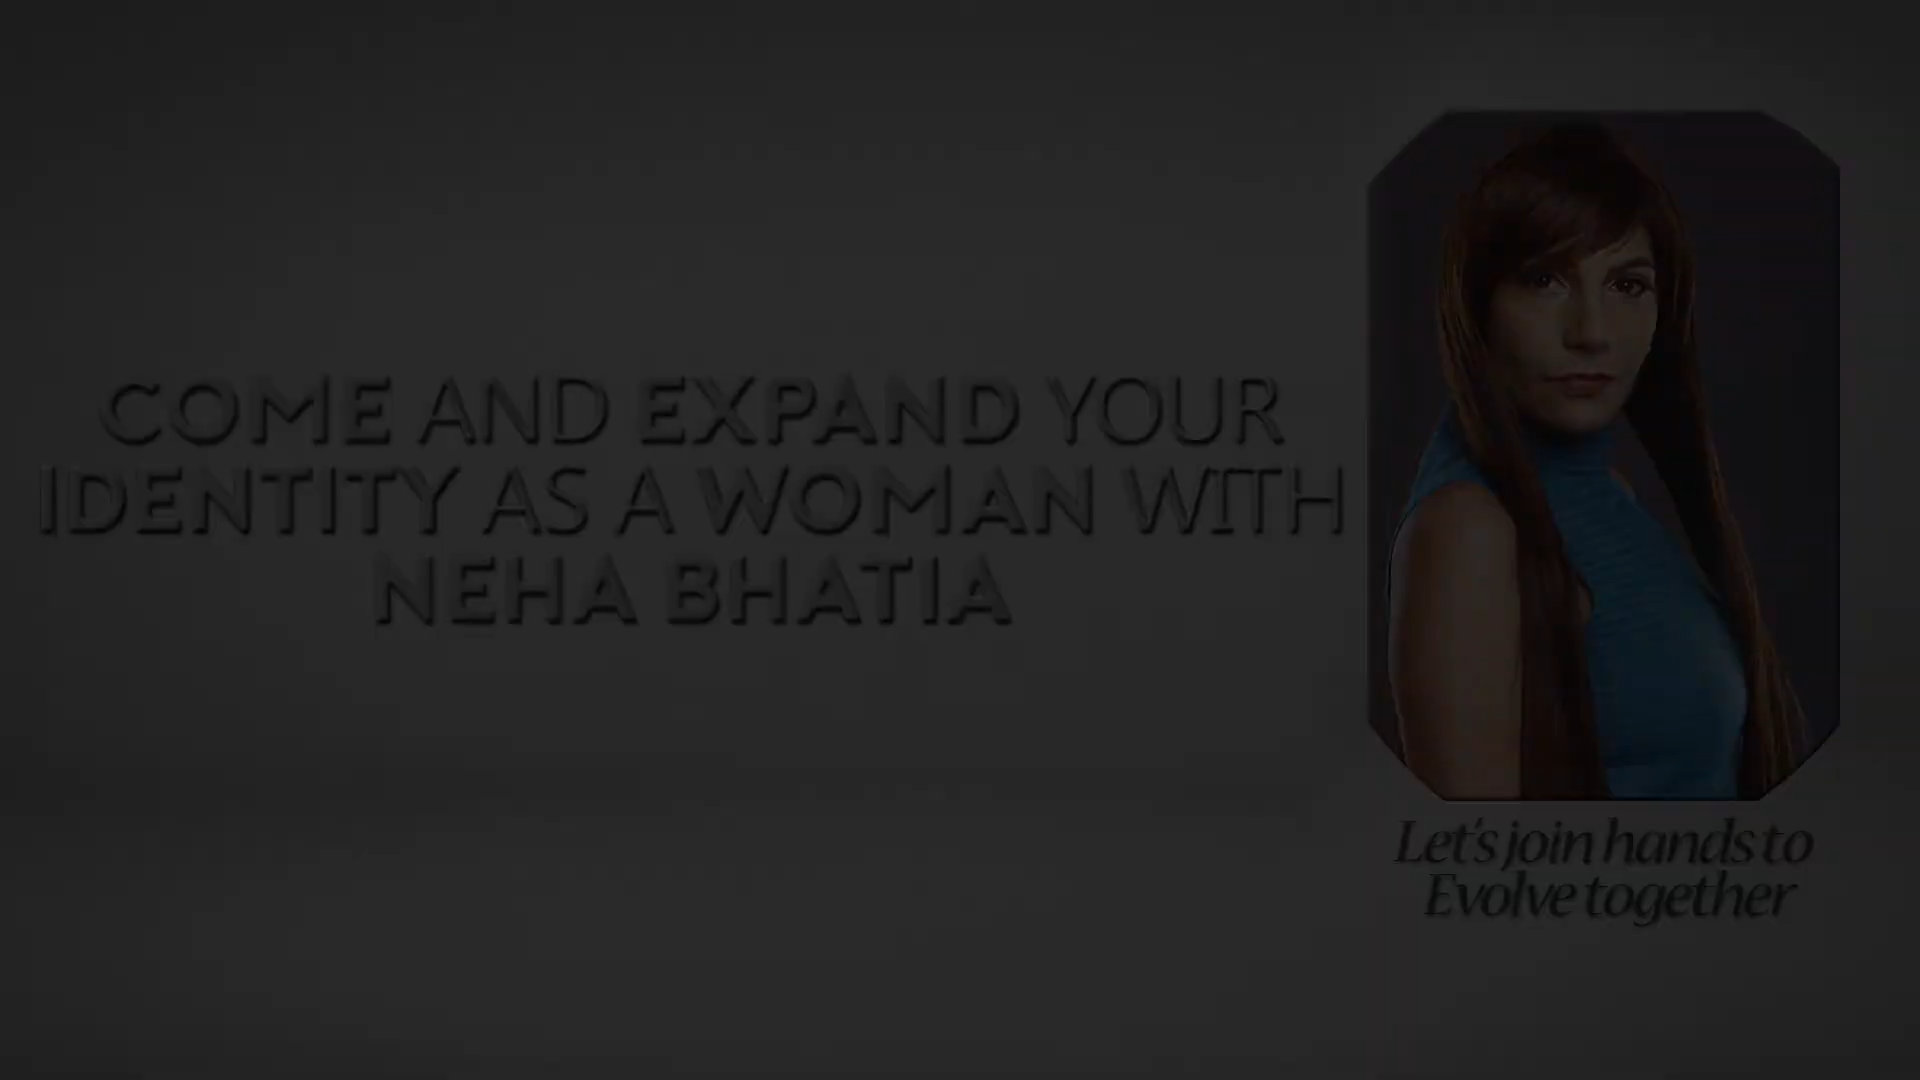 COME AND EXPAND YOUR
IDENTITY AS A WOMAN WITH
NEHA BHATIA
Let's join hands to
Evolve together